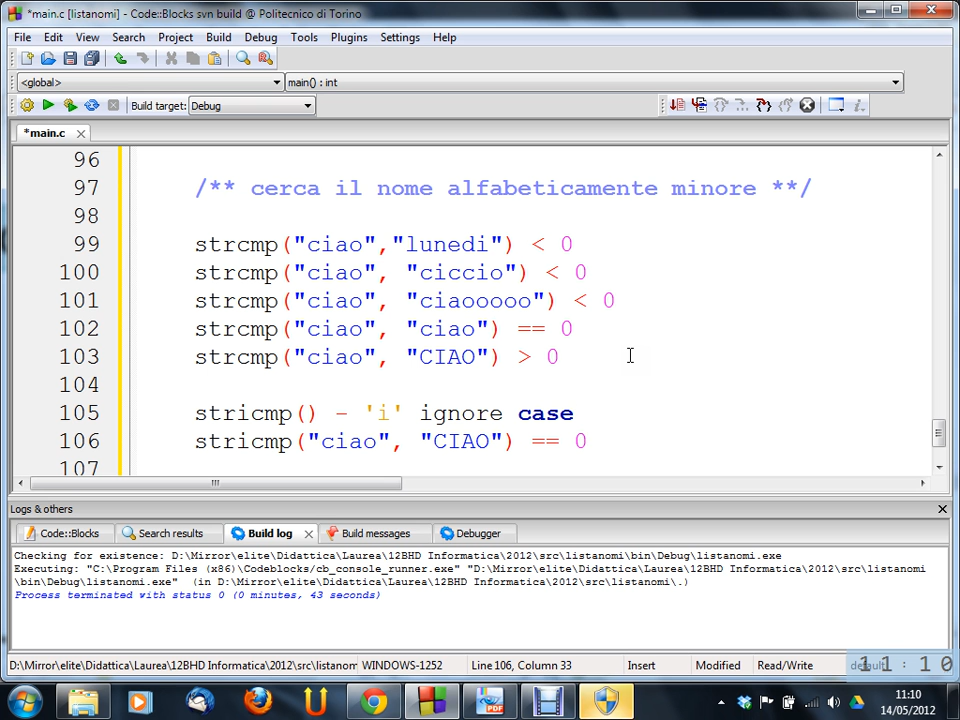 *main.c [listanomi] - Code::Blocks svn build @ Politecnico di Torino
File Edit View Search Project Build Debug Tools Plugins Settings Help
<global> main() : int
Build target: Debug
*main.c
96
97 /** cerca il nome alfabeticamente minore **/
98
99 strcmp("ciao","lunedi") < 0
100 strcmp("ciao", "ciccio") < 0
101 strcmp("ciao", "ciaooooo") < 0
102 strcmp("ciao", "ciao") == 0
103 strcmp("ciao", "CIAO") > 0
104
105 stricmp() - 'i' ignore case
106 stricmp("ciao", "CIAO") == 0
107
Logs & others
Code::Blocks Search results Build log Build messages Debugger
Checking for existence: D:\Mirror\elite\Didattica\Laurea\12BHD Informatica\2012\src\listanomi\bin\Debug\listanomi.exe
Executing: "C:\Program Files (x86)\Codeblocks/cb_console_runner.exe" "D:\Mirror\elite\Didattica\Laurea\12BHD Informatica\2012\src\listanomi
\bin\Debug\listanomi.exe" (in D:\Mirror\elite\Didattica\Laurea\12BHD Informatica\2012\src\listanomi\.)
Process terminated with status 0 (0 minutes, 43 seconds)
D:\Mirror\elite\Didattica\Laurea\12BHD Informatica\2012\src\listanom WINDOWS-1252 Line 106, Column 33 Insert Modified Read/Write default
11:10
PDF
11:10
14/05/2012